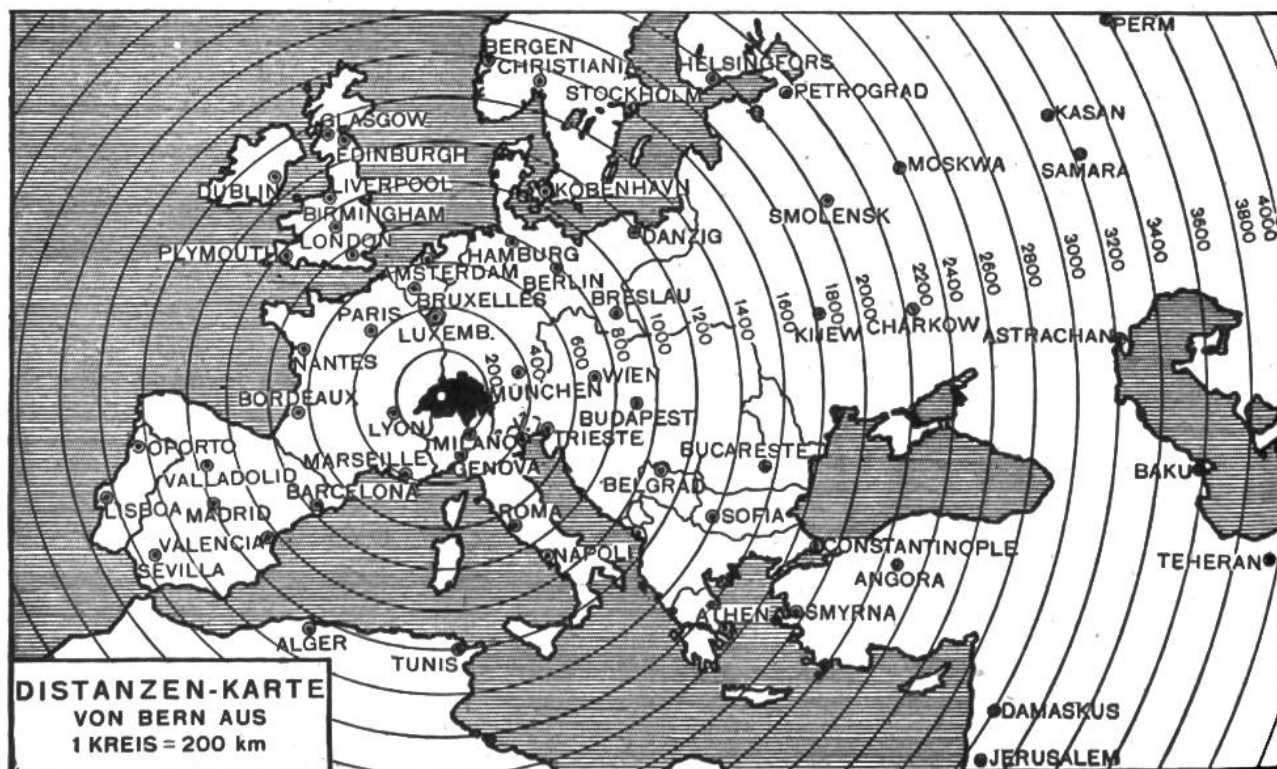 PERM
BERGEN
CHRISTIANIA
HELSINGFORS
STOCKHOLM
PETROGRAD
KASAN
GLASGOW
EDINBURGH
MOSKWA
SAMARA
DUBLIN
LIVERPOOL
KÖBENHAVN
BIRMINGHAM
SMOLENSK
LONDON
DANZIG
PLYMOUTH
HAMBURG
AMSTERDAM
BERLIN
BRUXELLES
BRESLAU
PARIS
KIJEW
CHARKOW
ASTRACHAN
LUXEMB.
NANTES
200
400
600
800
1000
1200
1400
1600
1800
2000
2200
2400
2600
2800
3000
3200
3400
3600
3800
4000
MÜNCHEN
WIEN
BORDEAUX
LYON
BUDAPEST
MILANO
TRIESTE
OPORTO
BUCARESTE
MARSEILLE
GENOVA
VALLADOLID
BELGRAD
BAKU
BARCELONA
LISBOA
MADRID
ROMA
SOFIA
VALENCIA
NAPOLI
CONSTANTINOPLE
SEVILLA
ANGORA
TEHERAN
ATHEN
SMYRNA
ALGER
TUNIS
DISTANZEN-KARTE
VON BERN AUS
1 KREIS = 200 km
DAMASKUS
JERUSALEM